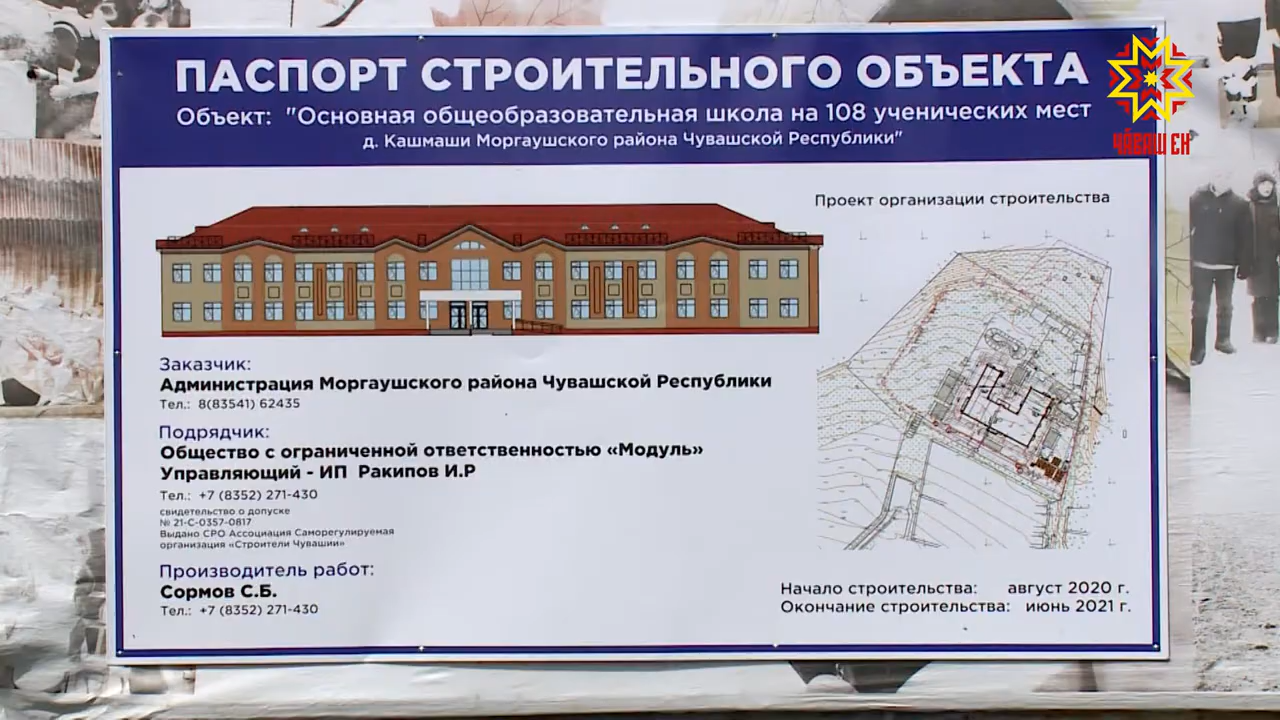 ПАСПОРТ СТРОИТЕЛЬНОГО ОБЪЕКТА
Объект: "Основная общеобразовательная школа на 108 ученических мест
д. Кашмаши Моргаушского района Чувашской Республики"
ЧӐВАШ ЕН
Проект организации строительства
Заказчик:
Администрация Моргаушского района Чувашской Республики
Тел.: 8(83541) 62435
Подрядчик:
Общество с ограниченной ответственностью «Модуль»
Управляющий - ИП Ракипов И.Р
Тел.: +7 (8352) 271-430
свидетельство о допуске
№ 21-С-0357-0817
Выдано СРО Ассоциация Саморегулируемая
организация «Строители Чувашии»
Производитель работ:
Сормов С.Б.
Тел.: +7 (8352) 271-430
Начало строительства: август 2020 г.
Окончание строительства: июнь 2021 г.